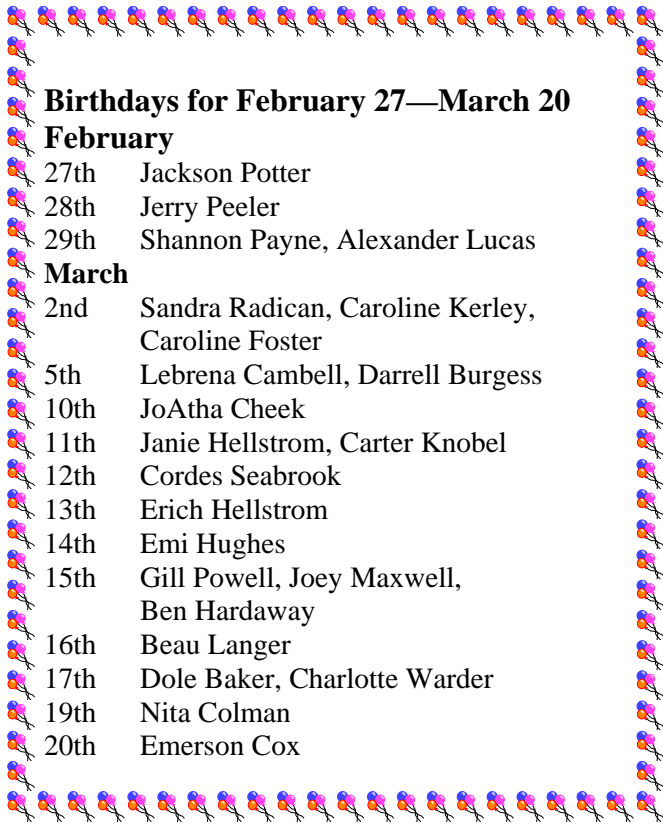 Birthdays for February 27—March 20
February
27th Jackson Potter
28th Jerry Peeler
29th Shannon Payne, Alexander Lucas
March
2nd Sandra Radican, Caroline Kerley,
Caroline Foster
5th Lebrena Cambell, Darrell Burgess
10th JoAtha Cheek
11th Janie Hellstrom, Carter Knobel
12th Cordes Seabrook
13th Erich Hellstrom
14th Emi Hughes
15th Gill Powell, Joey Maxwell,
Ben Hardaway
16th Beau Langer
17th Dole Baker, Charlotte Warder
19th Nita Colman
20th Emerson Cox